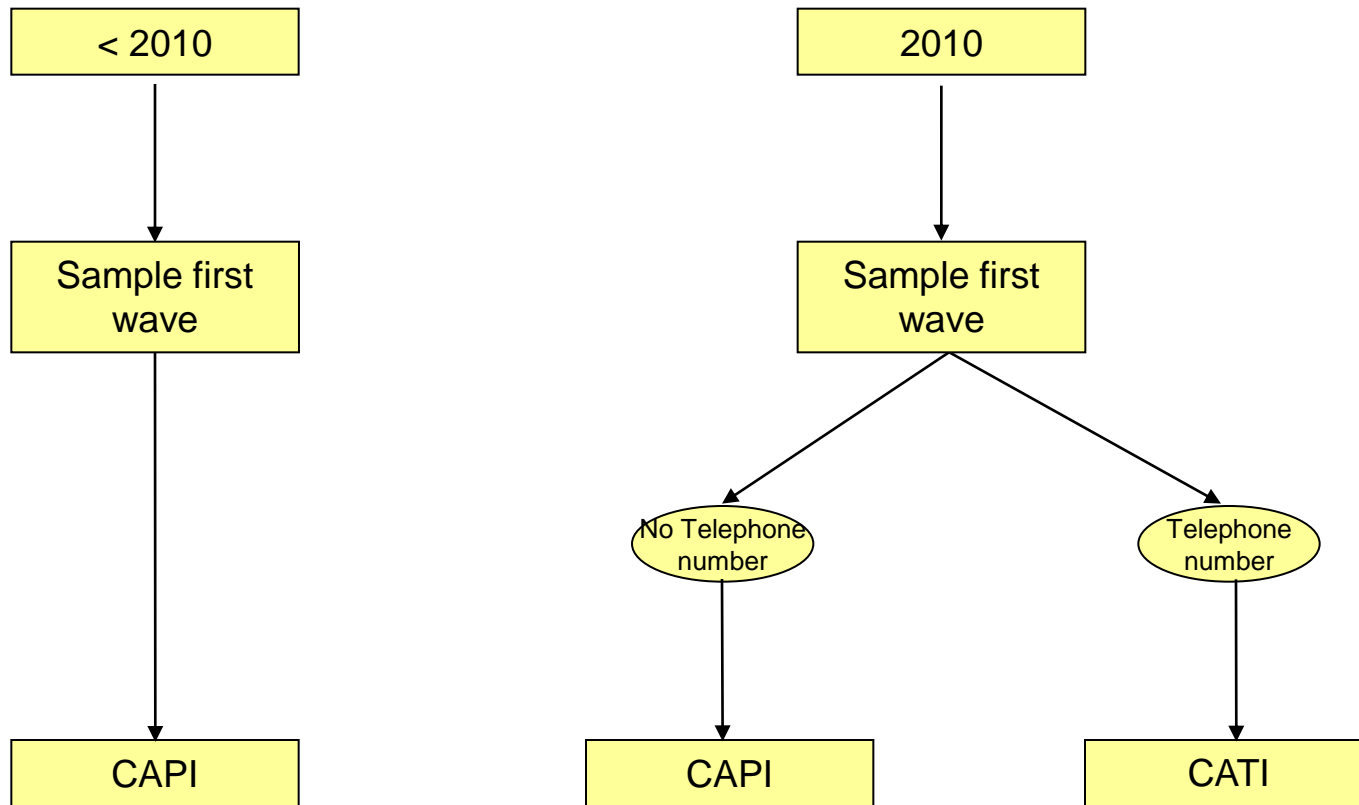 < 2010
2010
Sample first
wave
Sample first
wave
No Telephone
number
Telephone
number
CAPI
CAPI
CATI